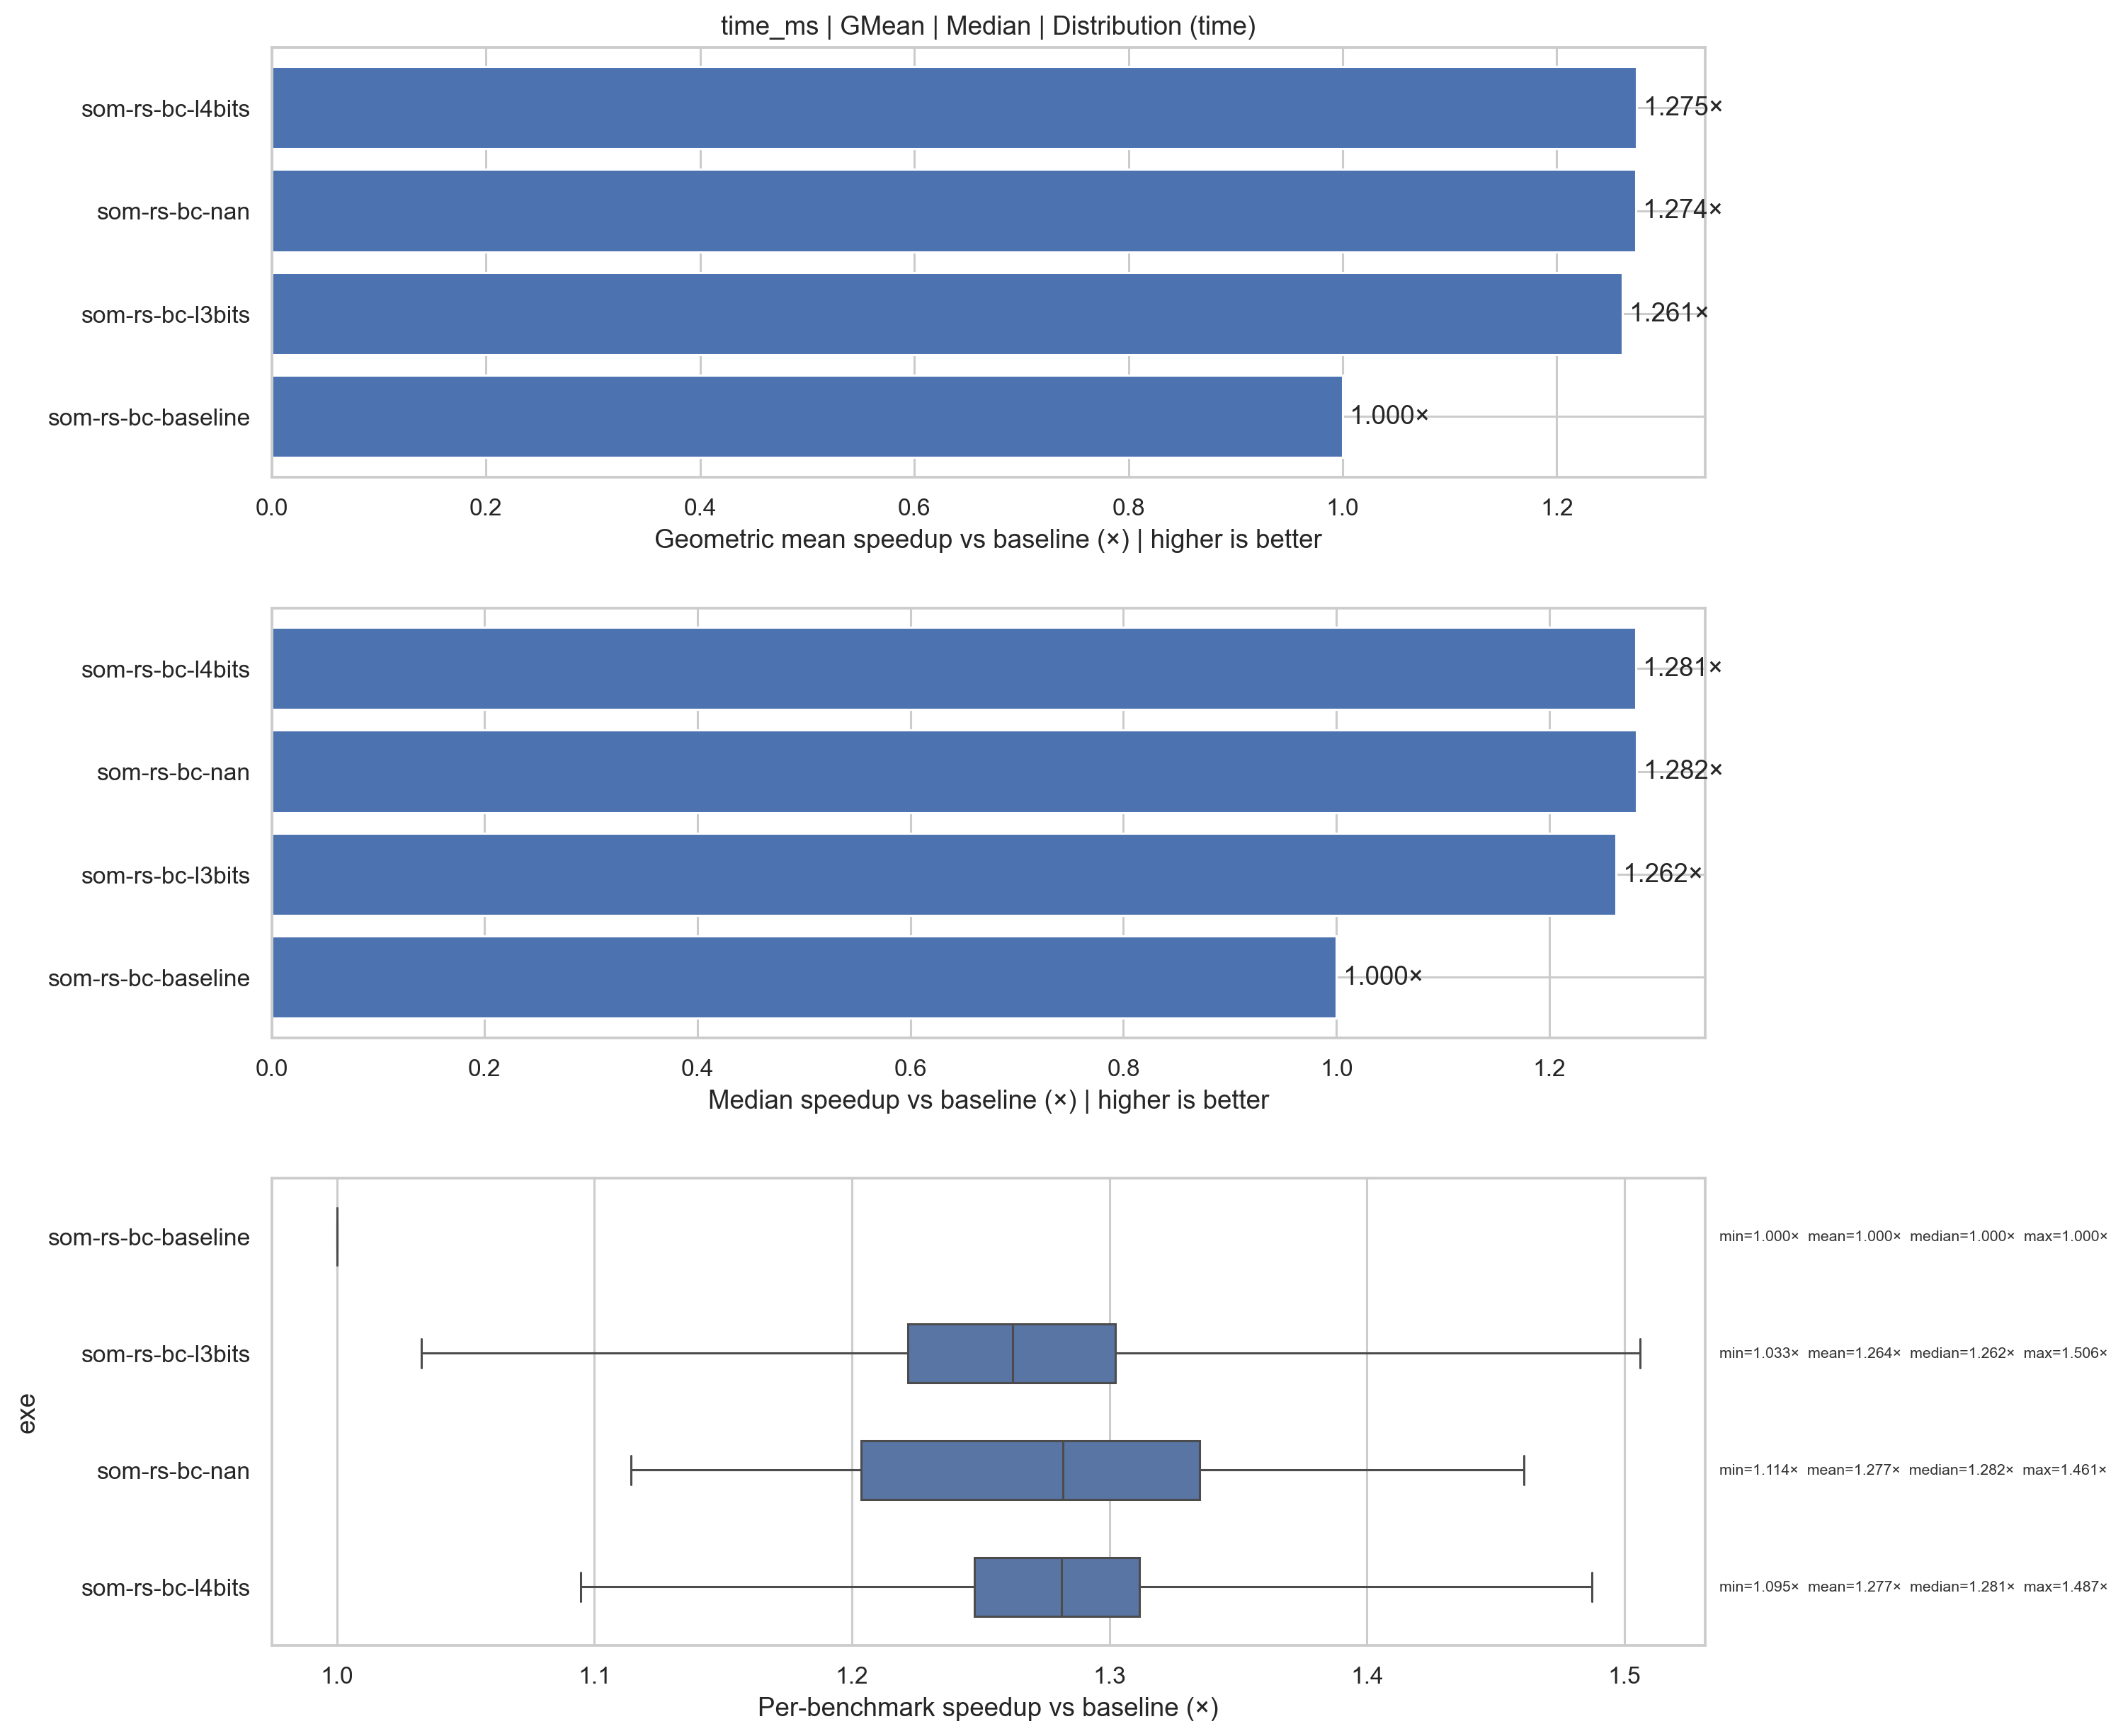 time_ms | GMean | Median | Distribution (time)
som-rs-bc-l4bits
1.275×
som-rs-bc-nan
1.274×
som-rs-bc-l3bits
1.261×
som-rs-bc-baseline
1.000×
0.0 0.2 0.4 0.6 0.8 1.0 1.2
Geometric mean speedup vs baseline (×) | higher is better
som-rs-bc-l4bits
1.281×
som-rs-bc-nan
1.282×
som-rs-bc-l3bits
1.262×
som-rs-bc-baseline
1.000×
0.0 0.2 0.4 0.6 0.8 1.0 1.2
Median speedup vs baseline (×) | higher is better
exe
som-rs-bc-baseline
min=1.000× mean=1.000× median=1.000× max=1.000×
som-rs-bc-l3bits
min=1.033× mean=1.264× median=1.262× max=1.506×
som-rs-bc-nan
min=1.114× mean=1.277× median=1.282× max=1.461×
som-rs-bc-l4bits
min=1.095× mean=1.277× median=1.281× max=1.487×
1.0 1.1 1.2 1.3 1.4 1.5
Per-benchmark speedup vs baseline (×)